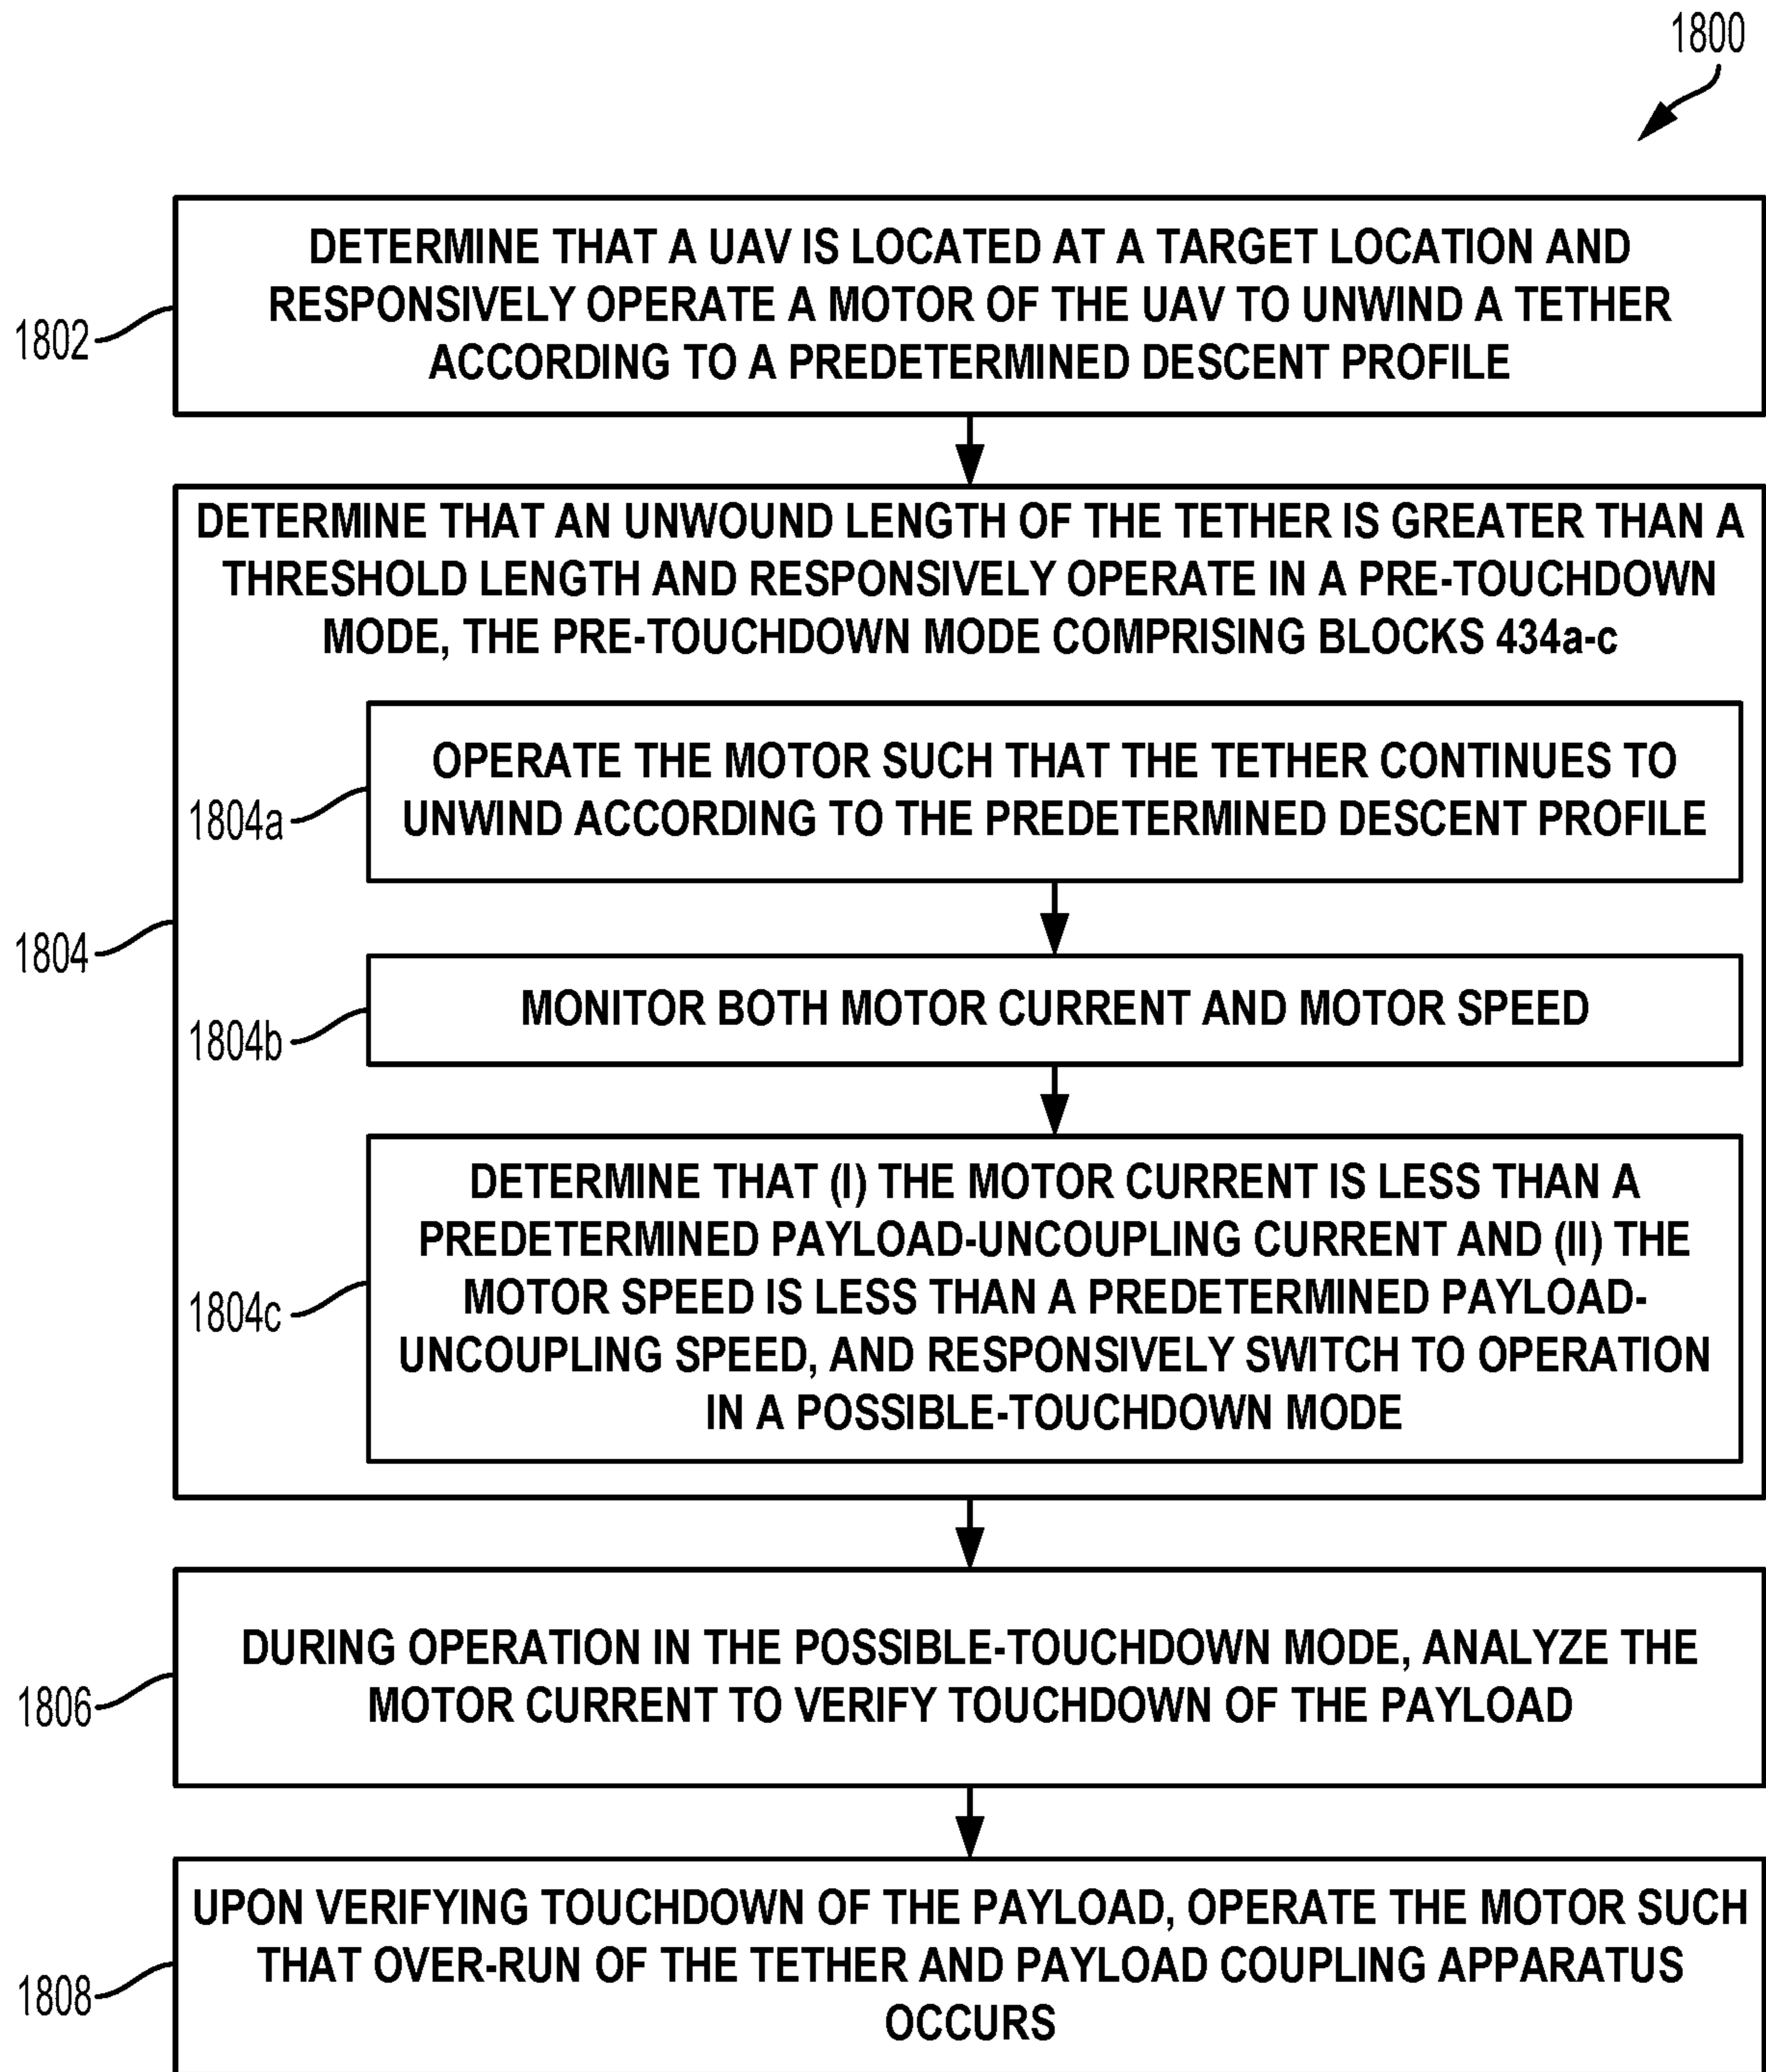 1800
DETERMINE THAT A UAV IS LOCATED AT A TARGET LOCATION AND
RESPONSIVELY OPERATE A MOTOR OF THE UAV TO UNWIND A TETHER
ACCORDING TO A PREDETERMINED DESCENT PROFILE
1802
DETERMINE THAT AN UNWOUND LENGTH OF THE TETHER IS GREATER THAN A
THRESHOLD LENGTH AND RESPONSIVELY OPERATE IN A PRE-TOUCHDOWN
MODE, THE PRE-TOUCHDOWN MODE COMPRISING BLOCKS 434a-c
OPERATE THE MOTOR SUCH THAT THE TETHER CONTINUES TO
UNWIND ACCORDING TO THE PREDETERMINED DESCENT PROFILE
1804a
1804
MONITOR BOTH MOTOR CURRENT AND MOTOR SPEED
1804b
DETERMINE THAT (I) THE MOTOR CURRENT IS LESS THAN A
PREDETERMINED PAYLOAD-UNCOUPLING CURRENT AND (II) THE
MOTOR SPEED IS LESS THAN A PREDETERMINED PAYLOAD-
UNCOUPLING SPEED, AND RESPONSIVELY SWITCH TO OPERATION
IN A POSSIBLE-TOUCHDOWN MODE
1804c
DURING OPERATION IN THE POSSIBLE-TOUCHDOWN MODE, ANALYZE THE
MOTOR CURRENT TO VERIFY TOUCHDOWN OF THE PAYLOAD
1806
UPON VERIFYING TOUCHDOWN OF THE PAYLOAD, OPERATE THE MOTOR SUCH
THAT OVER-RUN OF THE TETHER AND PAYLOAD COUPLING APPARATUS
OCCURS
1808